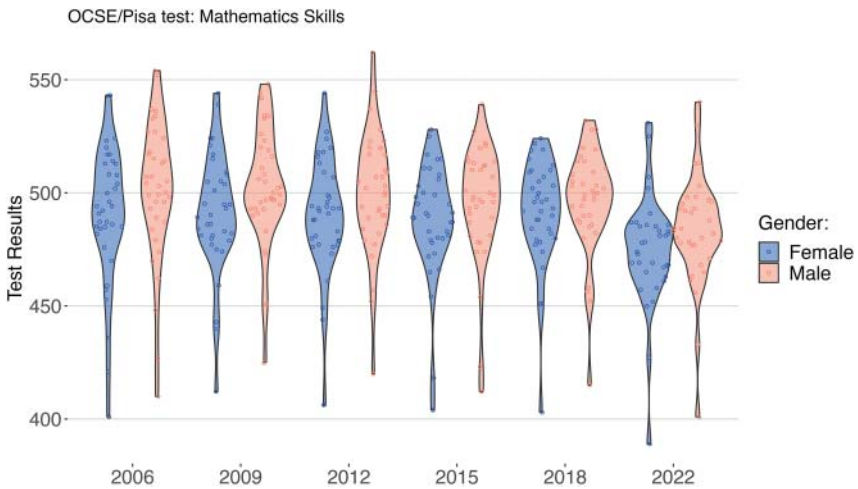 OCSE/Pisa test: Mathematics Skills
550
500
450
400
Test Results
2006 2009 2012 2015 2018 2022
Gender:
Female
Male